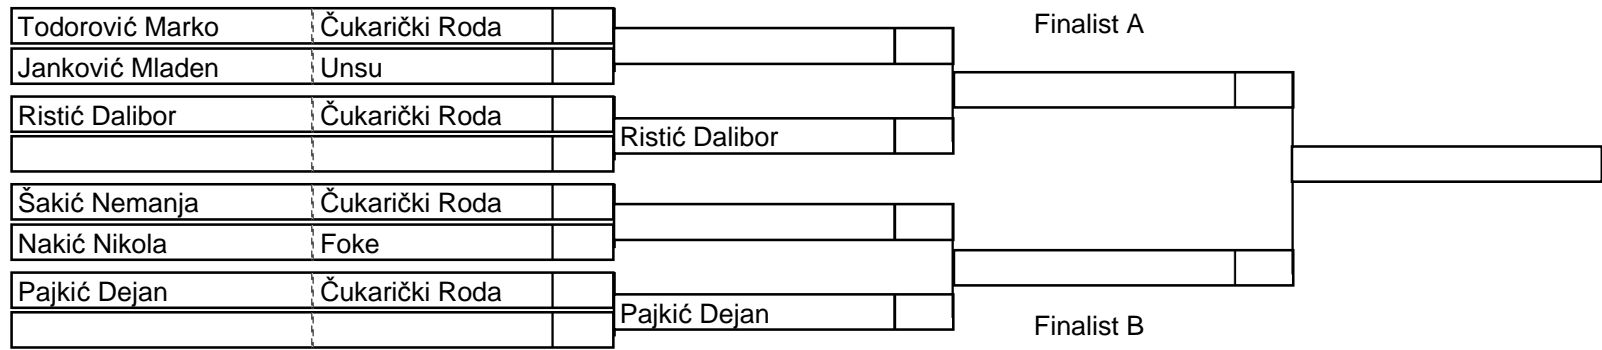 Todorović Marko Čukarički Roda
Janković Mladen Unsu
Ristić Dalibor Čukarički Roda
Šakić Nemanja Čukarički Roda
Nakić Nikola Foke
Pajkić Dejan Čukarički Roda
Ristić Dalibor
Pajkić Dejan
Finalist A
Finalist B